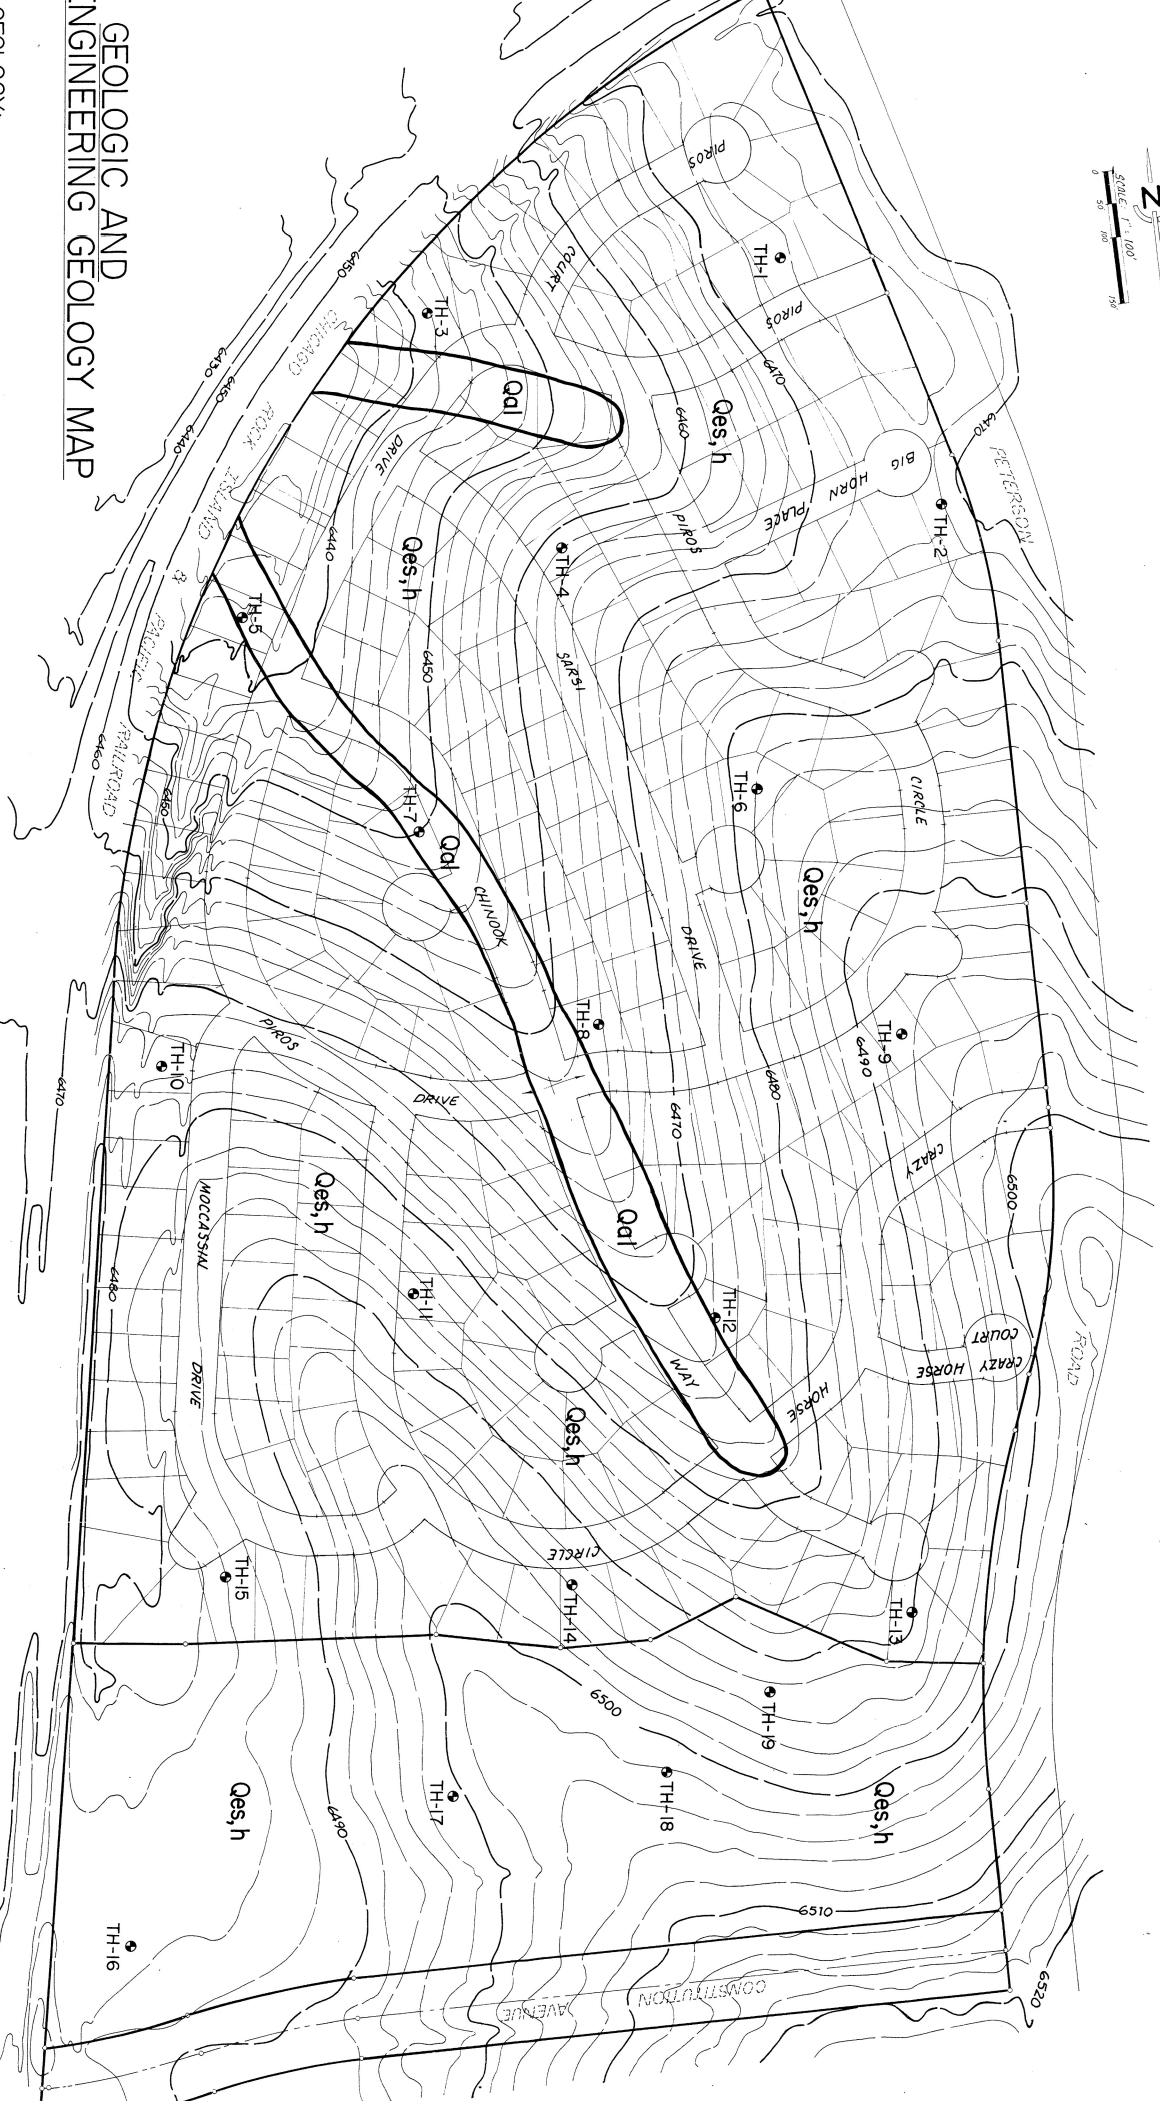 GEOLOGIC AND
ENGINEERING GEOLOGY MAP
GEOLOGY:
N
SCALE: 1" = 100'
0 50 100 150'
PIROS
COURT
TH-1
PIROS
TH-3
6470
6460
Qal
Qes,h
BIG
HORN
PLACE
TH-2
6470
PETERSON
ROAD
6450
6430
6450
6440
CHICAGO
ROCK
ISLAND
&
PACIFIC
RAILROAD
6460
DRIVE
6440
Qes,h
TH-4
PIROS
TH-5
SARSI
6450
TH-6
CIRCLE
6450
TH-7
Qal
CHINOOK
Qes,h
DRIVE
TH-8
TH-9
6490
6480
6470
TH-10
6470
PIROS
DRIVE
CRAZY
6500
MOCCASSIN
DRIVE
Qes,h
Qal
6480
TH-11
TH-12
WAY
HORSE
COURT
CRAZY HORSE
Qes,h
CIRCLE
TH-15
TH-14
TH-13
6500
TH-19
Qes,h
6490
TH-17
TH-18
Qes,h
TH-16
6510
6520
CONSTITUTION
AVENUE